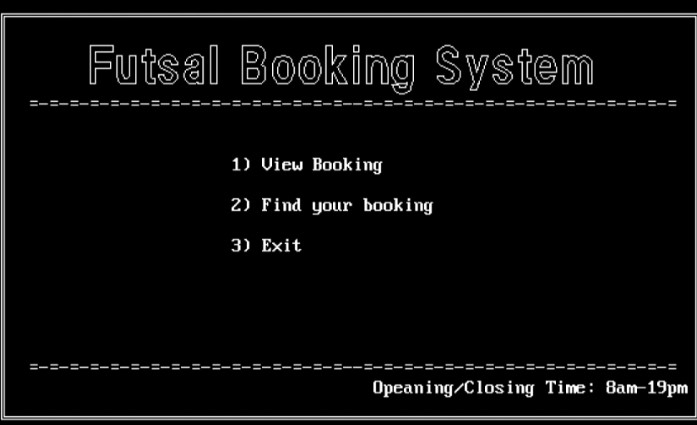 Futsal Booking System
=-=-=-=-=-=-=-=-=-=-=-=-=-=-=-=--=-=-=-=-=-=-=-=-=-=-=-=-=-=-=-=
1) View Booking
2) Find your booking
3) Exit
=-=-=-=-=-=-=-=-=-=-=-=-=-=-=-=--=-=-=-=-=-=-=-=-=-=-=-=-=-=-=-=
Opeaning/Closing Time: 8am-19pm